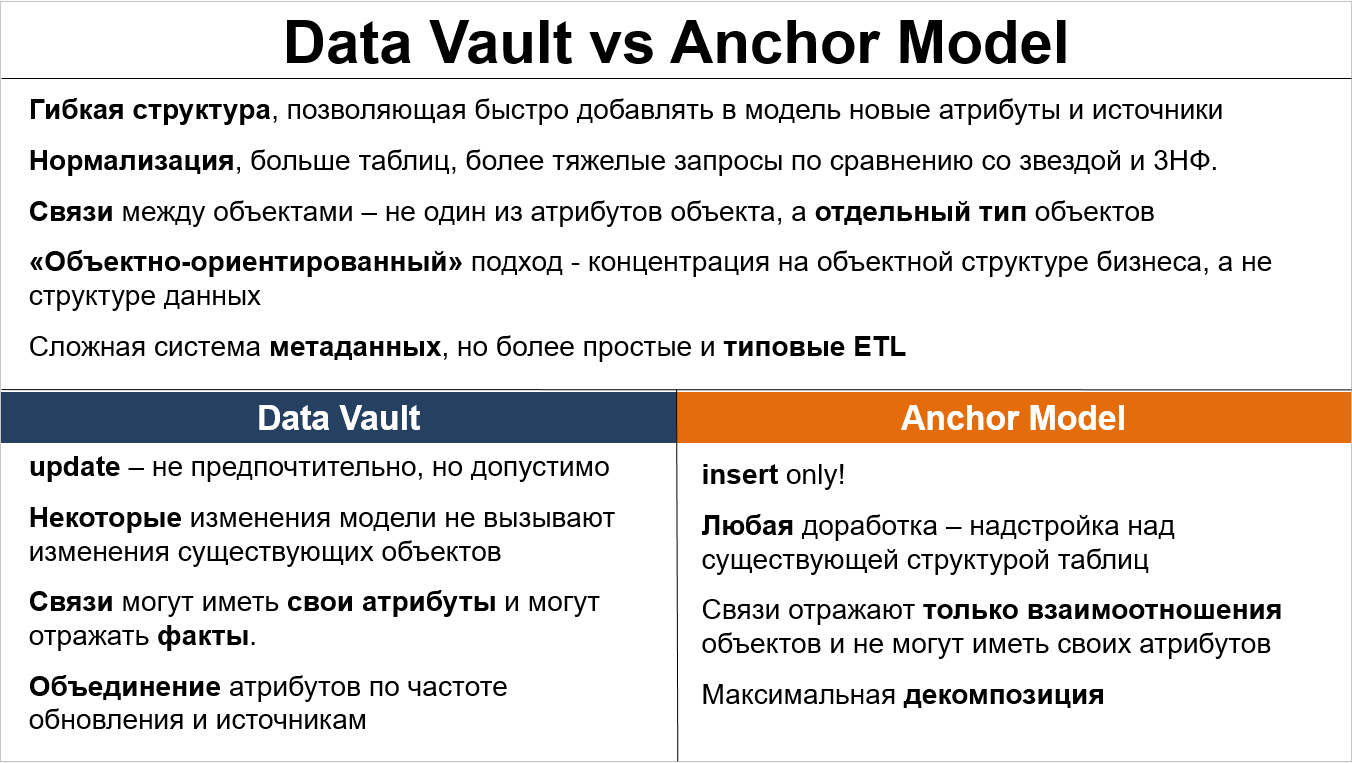 Data Vault vs Anchor Model
Гибкая структура, позволяющая быстро добавлять в модель новые атрибуты и источники
Нормализация, больше таблиц, более тяжелые запросы по сравнению со звездой и 3НФ.
Связи между объектами – не один из атрибутов объекта, а отдельный тип объектов
«Объектно-ориентированный» подход - концентрация на объектной структуре бизнеса, а не
структуре данных
Сложная система метаданных, но более простые и типовые ETL
Data Vault
update – не предпочтительно, но допустимо
Некоторые изменения модели не вызывают
изменения существующих объектов
Связи могут иметь свои атрибуты и могут
отражать факты.
Объединение атрибутов по частоте
обновления и источникам
Anchor Model
insert only!
Любая доработка – надстройка над
существующей структурой таблиц
Связи отражают только взаимоотношения
объектов и не могут иметь своих атрибутов
Максимальная декомпозиция